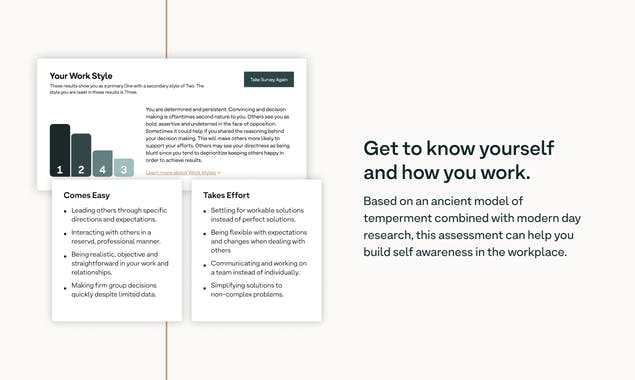 Your Work Style
These results show you as a primary One with a secondary style of Two. The
style you are least in these results is Three.
Take Survey Again
You are determined and persistent. Convincing and decision
making is oftentimes second nature to you. Others see you as
bold, assertive and undeterred in the face of opposition.
Sometimes it could help if you shared the reasoning behind
your decision making. This will make others more likely to
support your efforts. Others may see your directness as being
blunt since you tend to deprioritize keeping others happy in
order to achieve results.
Learn more about Work styles
1 2 4 3
Comes Easy
Leading others through specific
directions and expectations.
Interacting with others in a
reservd, professional manner.
Being realistic, objective and
straightforward in your work and
relationships.
Making firm group decisions
quickly despite limited data.
Takes Effort
Settling for workable solutions
instead of perfect solutions.
Being flexible with expectations
and changes when dealing with
others
Communicating and working on
a team instead of individually.
Simplifying solutions to
non-complex problems.
Get to know yourself
and how you work.
Based on an ancient model of
temperment combined with modern day
research, this assessment can help you
build self awareness in the workplace.